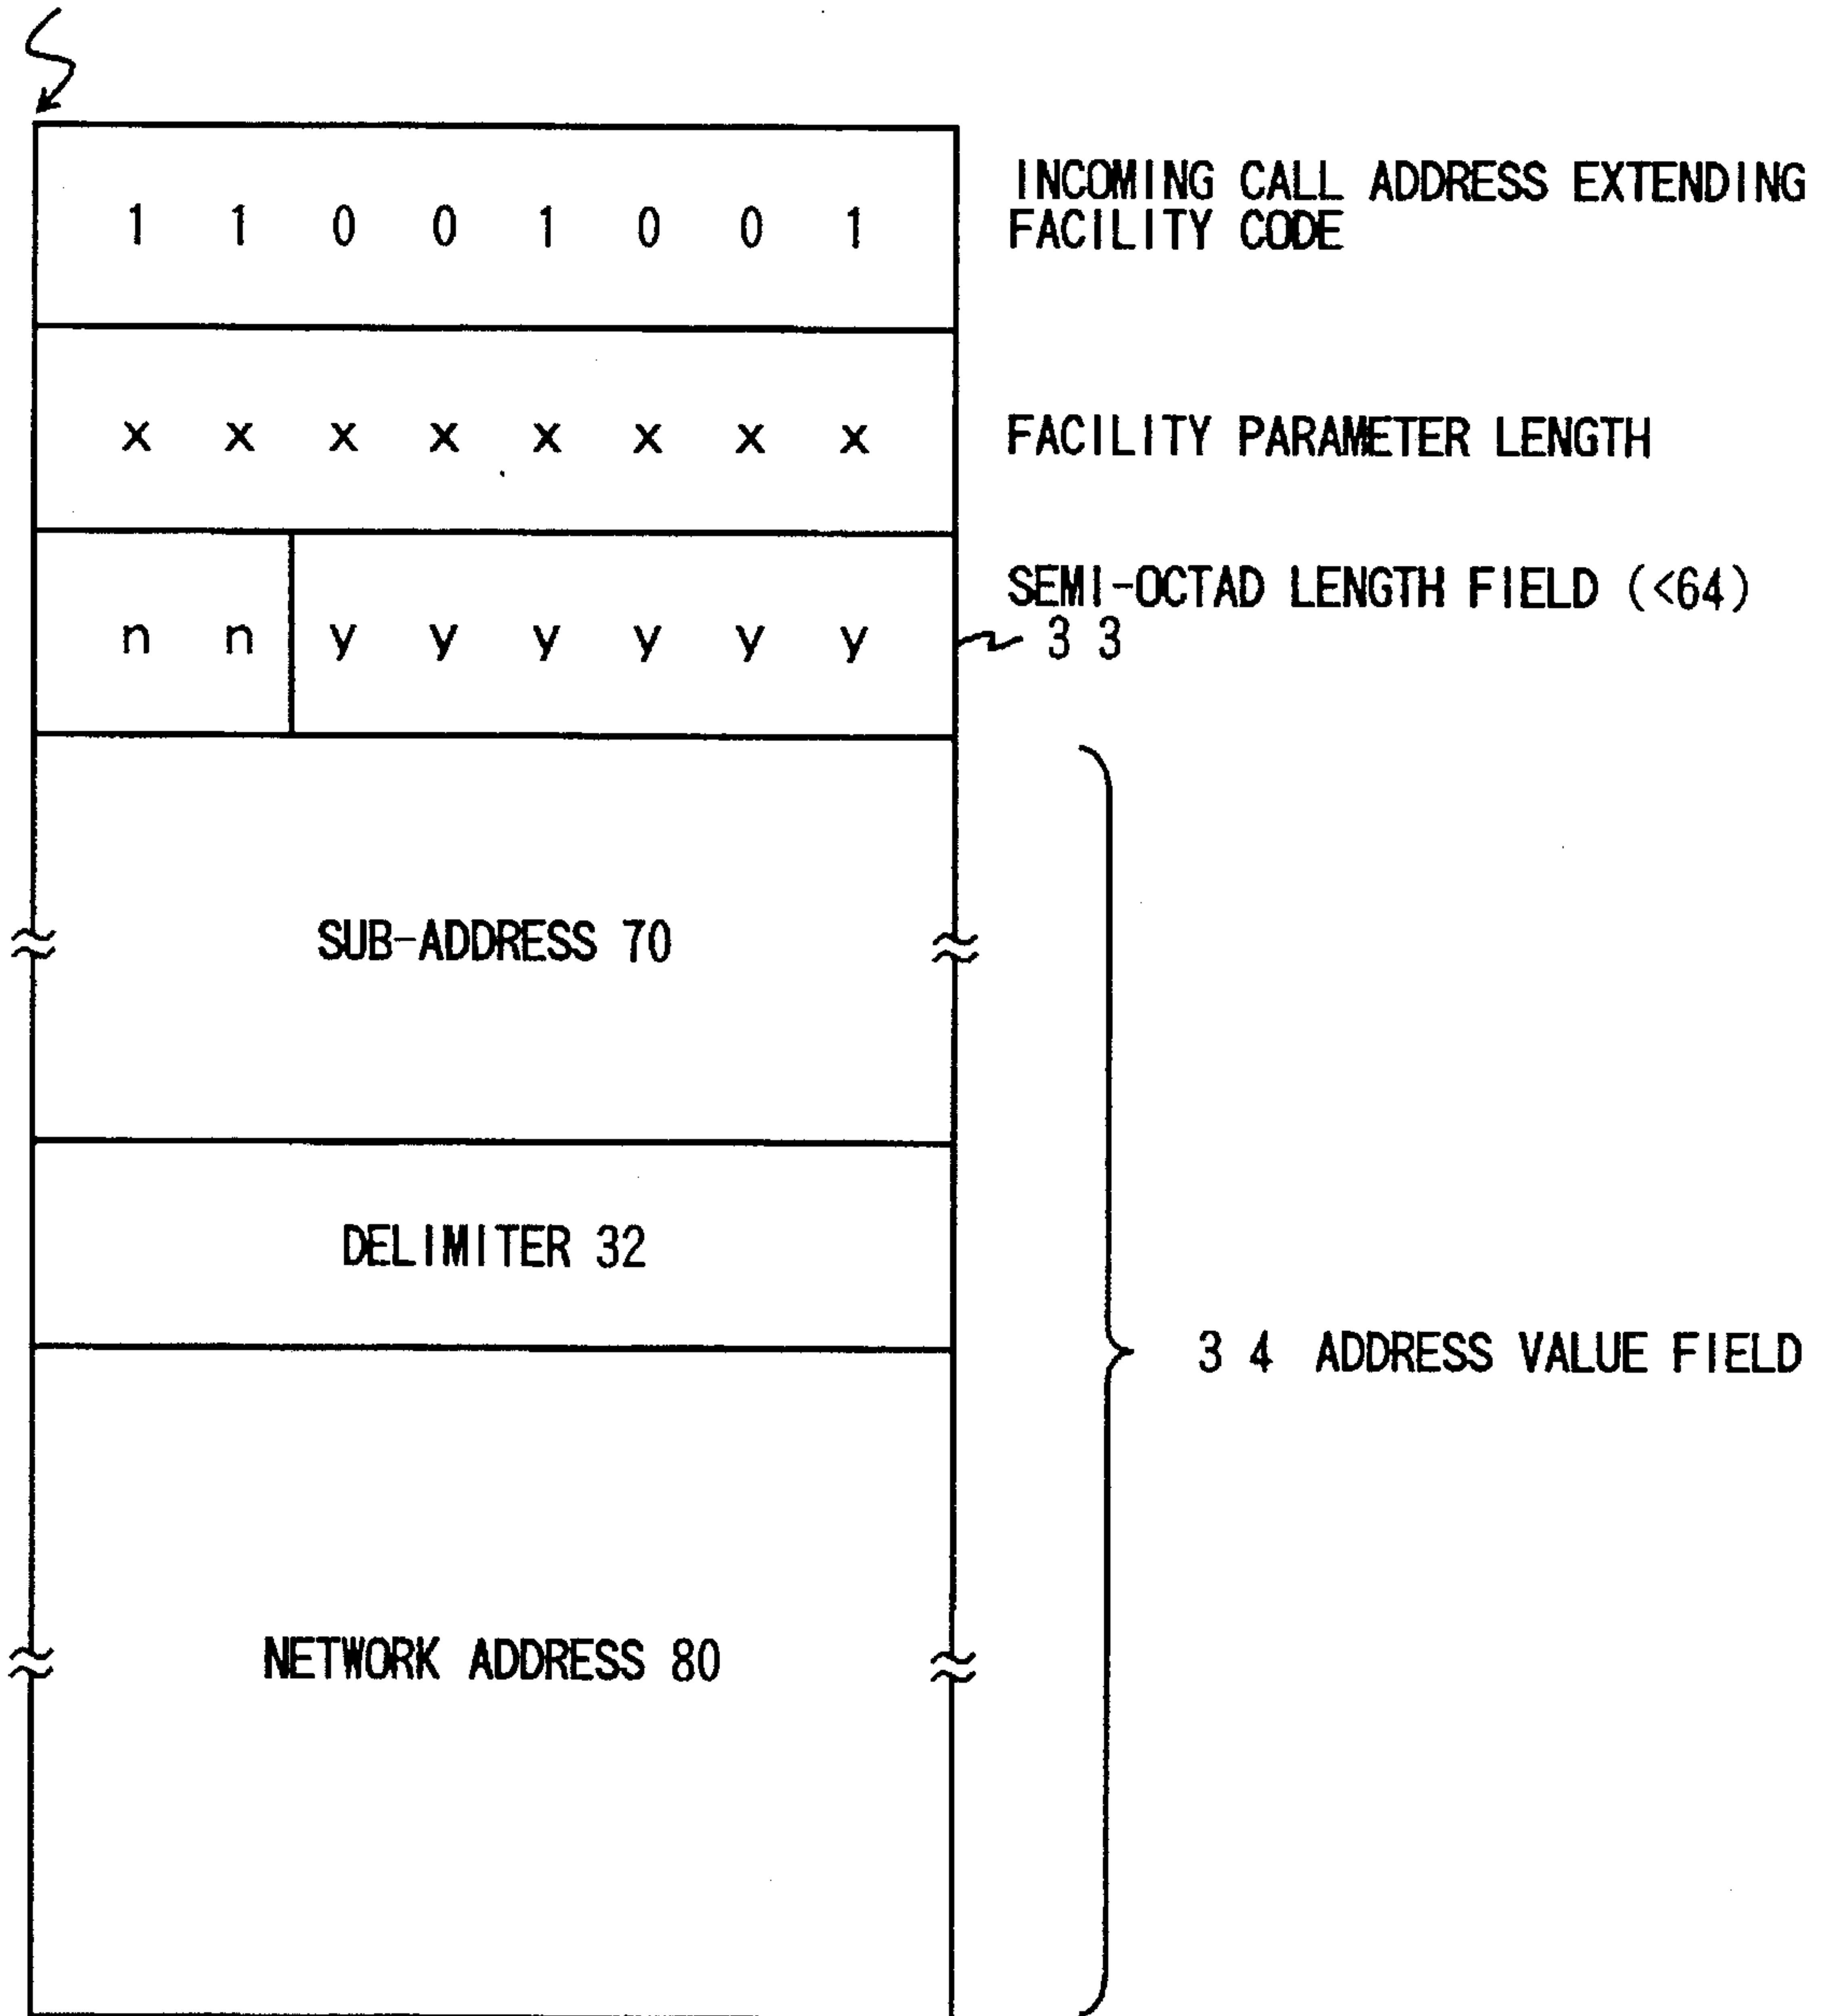 1 1 0 0 1 0 0 1
INCOMING CALL ADDRESS EXTENDING
FACILITY CODE
x x x x x x x x
FACILITY PARAMETER LENGTH
n n y y y y y y
SEMI-OCTAD LENGTH FIELD (<64)
3 3
SUB-ADDRESS 70
DELIMITER 32
3 4 ADDRESS VALUE FIELD
NETWORK ADDRESS 80